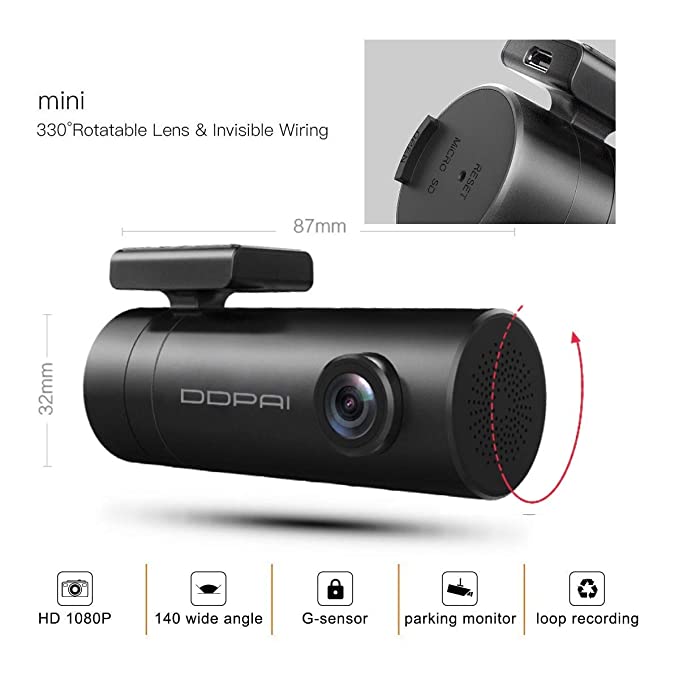 mini
330°Rotatable Lens & Invisible Wiring
MICRO SD
RESET
87mm
32mm
DDPAI
HD 1080P
140 wide angle
G-sensor
parking monitor
loop recording